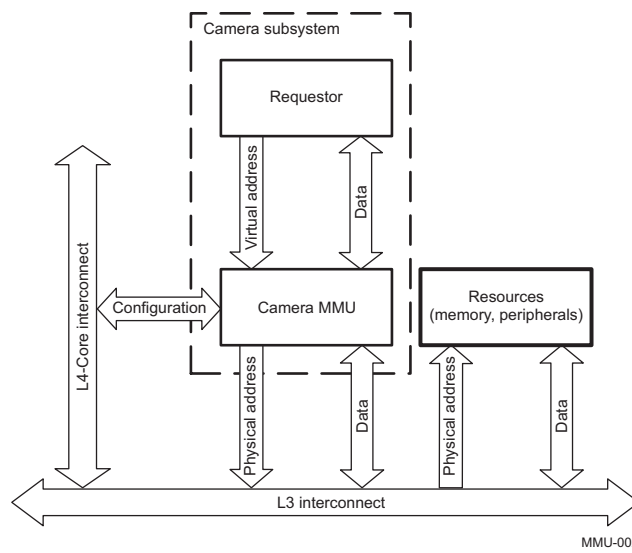 Camera subsystem
Requestor
Virtual address
Data
L4-Core interconnect
Configuration
Camera MMU
Resources
(memory, peripherals)
Physical address
Data
Physical address
Data
L3 interconnect
MMU-00